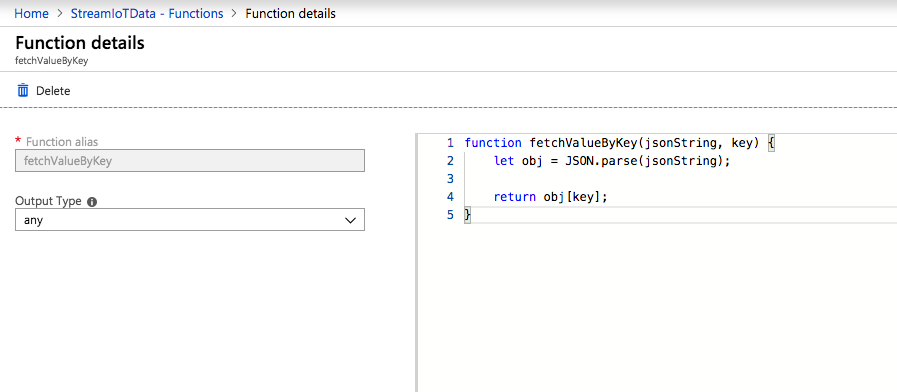 Home > StreamIoTData - Functions > Function details
Function details
fetchValueByKey
Delete
* Function alias
fetchValueByKey
Output Type
any
1 function fetchValueByKey(jsonString, key) {
2     let obj = JSON.parse(jsonString);
3
4     return obj[key];
5 }